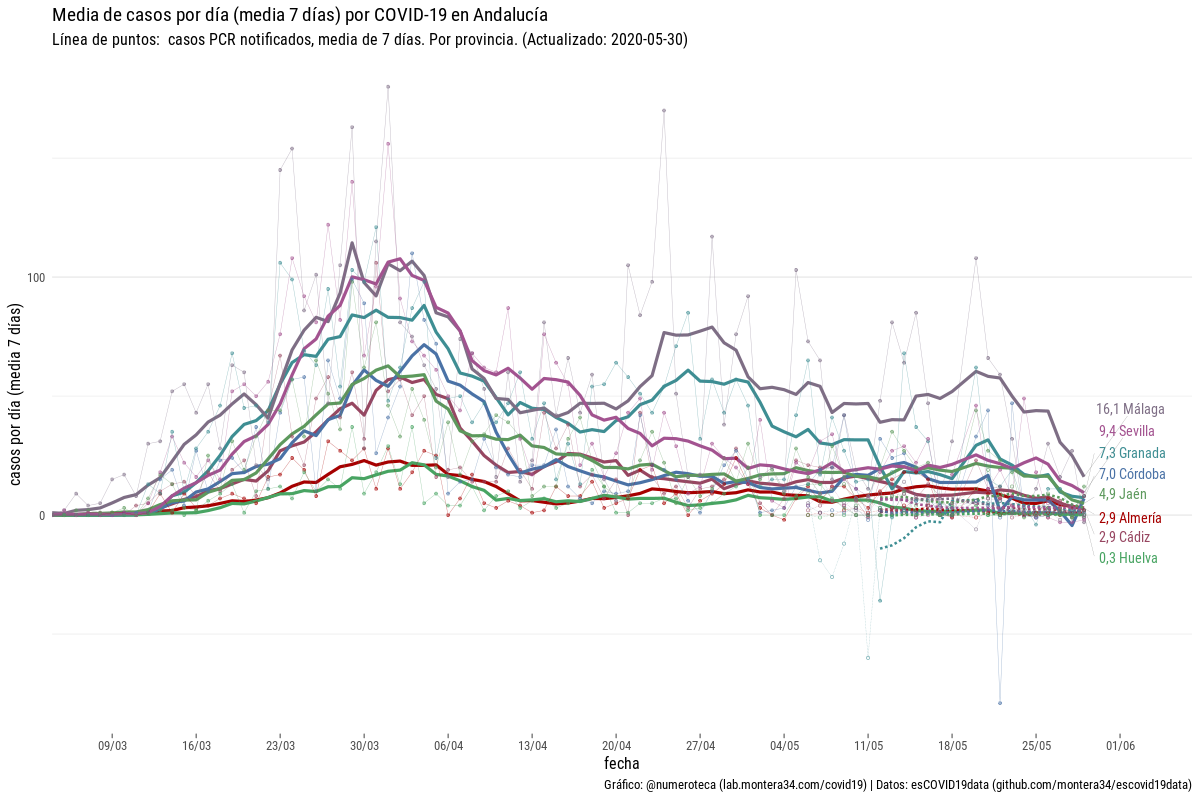 Media de casos por día (media 7 días) por COVID-19 en Andalucía
Línea de puntos:  casos PCR notificados, media de 7 días. Por provincia. (Actualizado: 2020-05-30)
casos por día (media 7 días)
100
0
16,1 Málaga
9,4 Sevilla
7,3 Granada
7,0 Córdoba
4,9 Jaén
2,9 Almería
2,9 Cádiz
0,3 Huelva
09/03
16/03
23/03
30/03
06/04
13/04
20/04
27/04
04/05
11/05
18/05
25/05
01/06
fecha
Gráfico: @numeroteca (lab.montera34.com/covid19) | Datos: esCOVID19data (github.com/montera34/escovid19data)